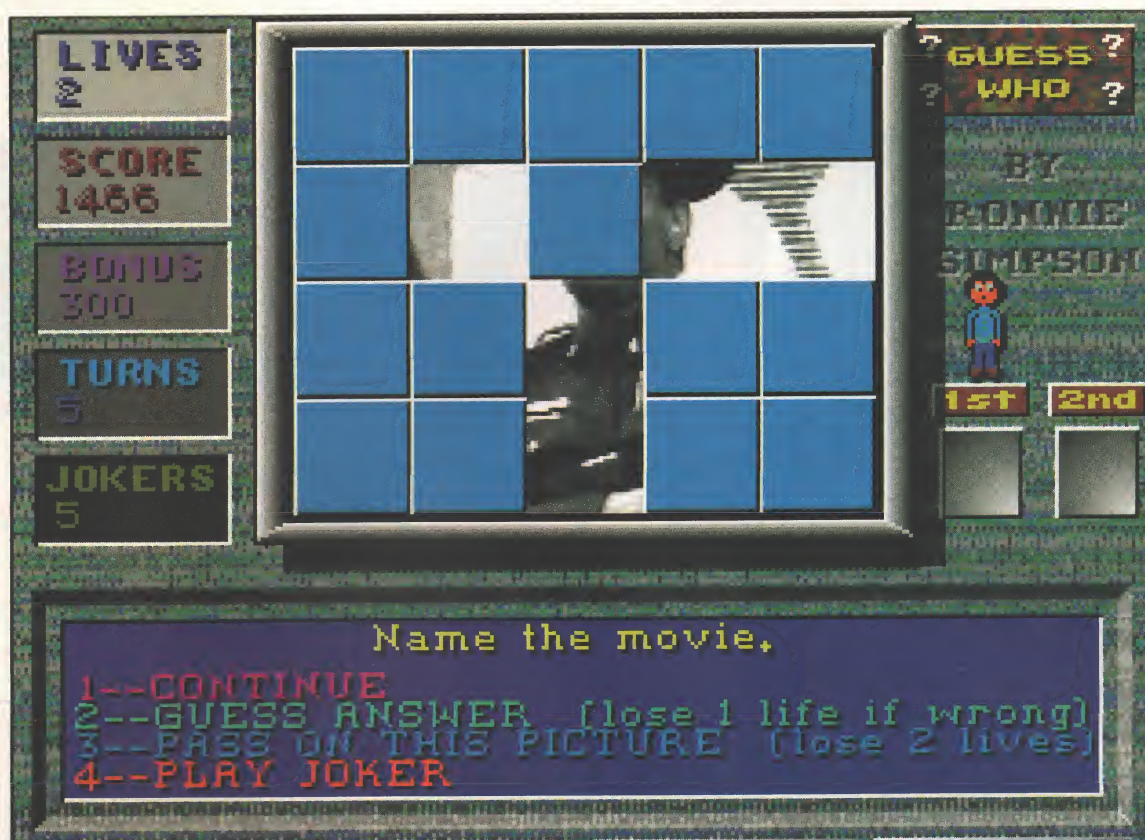 LIVES
2
SCORE
1466
BONUS
300
TURNS
5
JOKERS
5
? GUESS ?
? WHO ?
BY
RONNIE
SIMPSON
1st 2nd
Name the movie.
1--CONTINUE
2--GUESS ANSWER (lose 1 life if wrong)
3--PASS ON THIS PICTURE (lose 2 lives)
4--PLAY JOKER